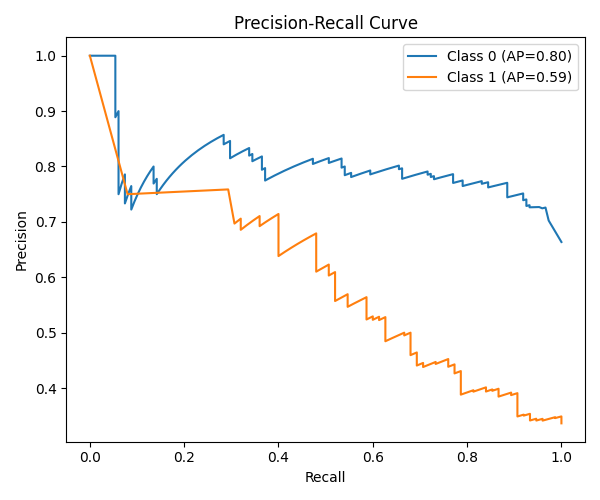 Precision-Recall Curve
Class 0 (AP=0.80)
Class 1 (AP=0.59)
Precision
1.0
0.9
0.8
0.7
0.6
0.5
0.4
0.0 0.2 0.4 0.6 0.8 1.0
Recall